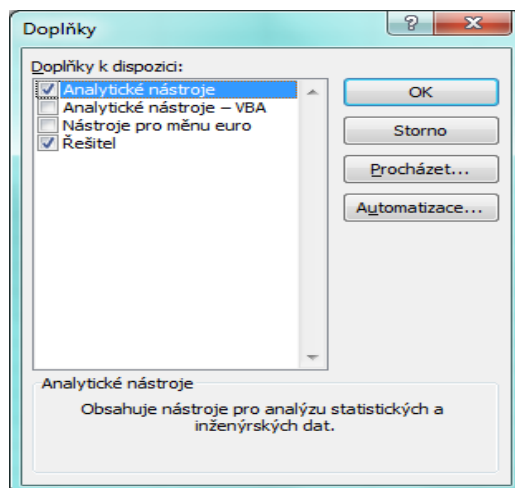 Doplňky
Doplňky k dispozici:
Analytické nástroje
Analytické nástroje – VBA
Nástroje pro měnu euro
Řešitel
OK
Storno
Procházet...
Automatizace...
Analytické nástroje
Obsahuje nástroje pro analýzu statistických a
inženýrských dat.